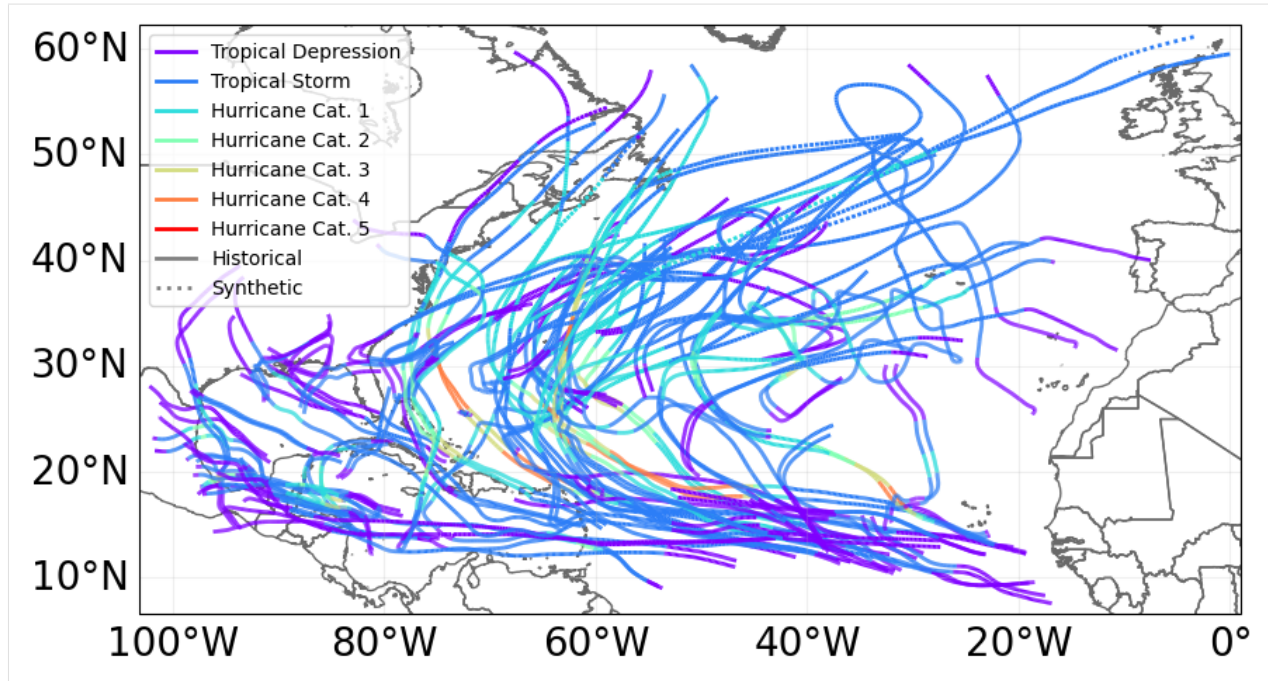 60°N
50°N
40°N
30°N
20°N
10°N
Tropical Depression
Tropical Storm
Hurricane Cat. 1
Hurricane Cat. 2
Hurricane Cat. 3
Hurricane Cat. 4
Hurricane Cat. 5
Historical
Synthetic
100°W 80°W 60°W 40°W 20°W 0°